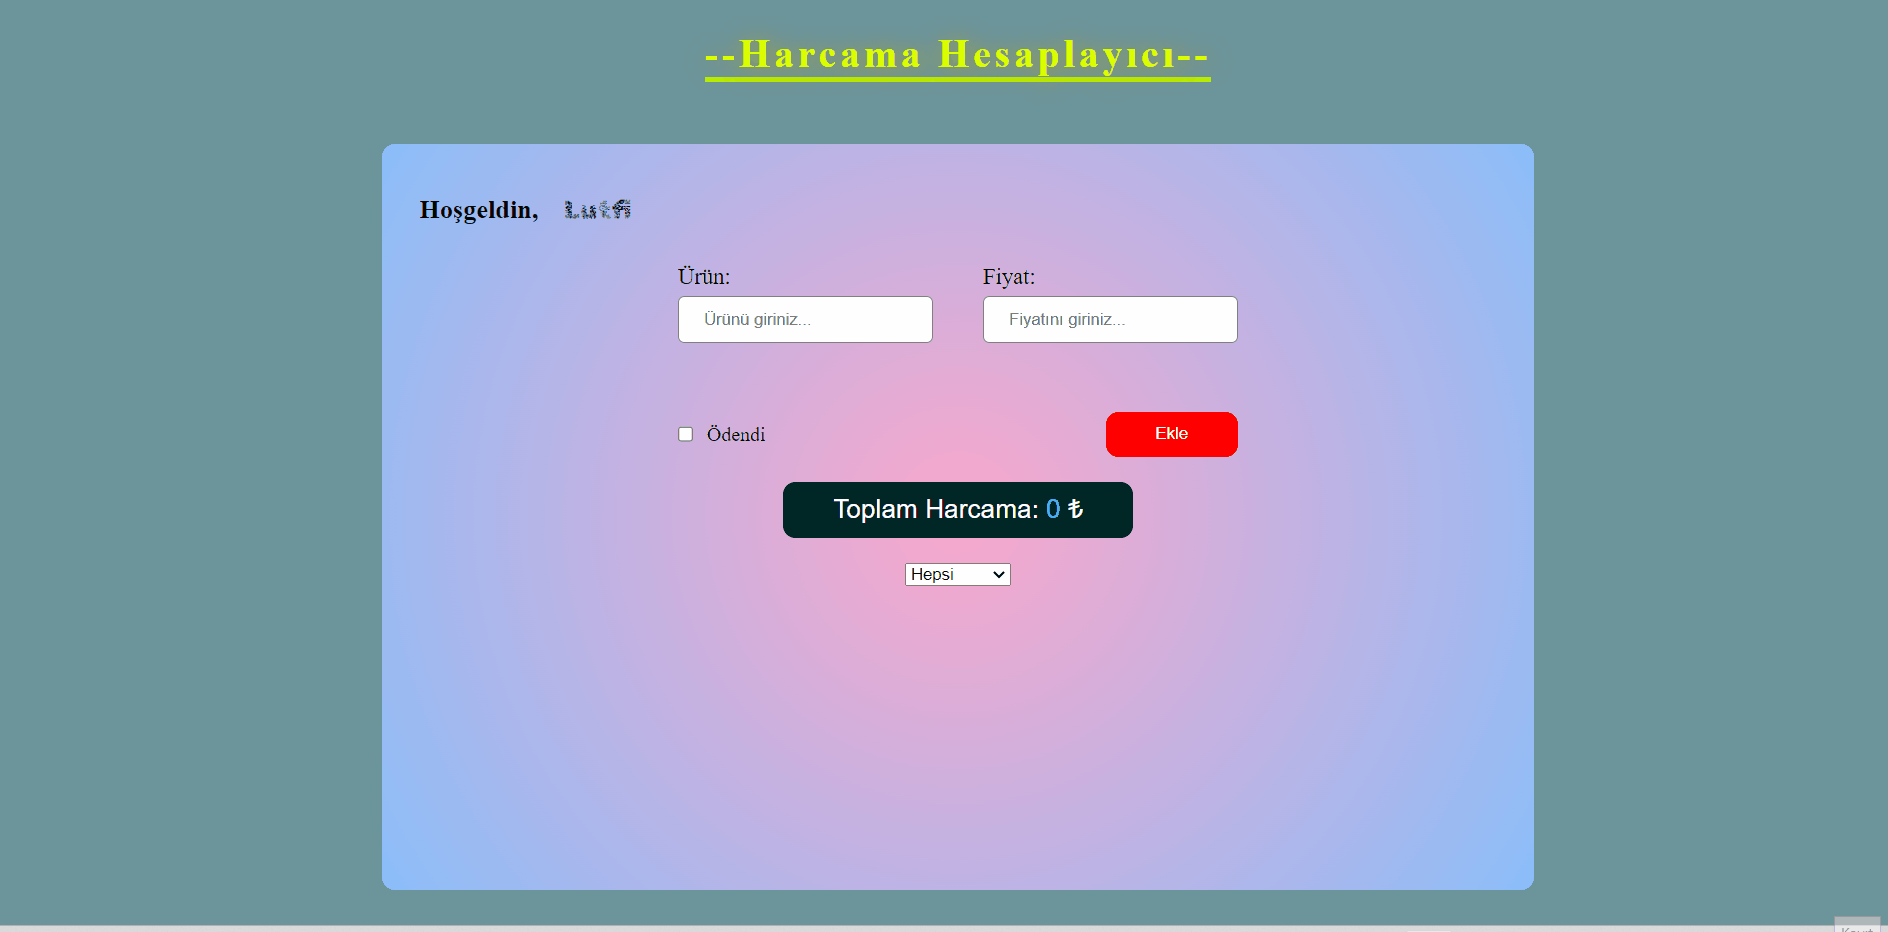 --Harcama Hesaplayıcı--
Hoşgeldin, Lutfi
Ürün:
Fiyat:
Ürünü giriniz...
Fiyatını giriniz...
Ödendi
Ekle
Toplam Harcama: 0 ₺
Hepsi